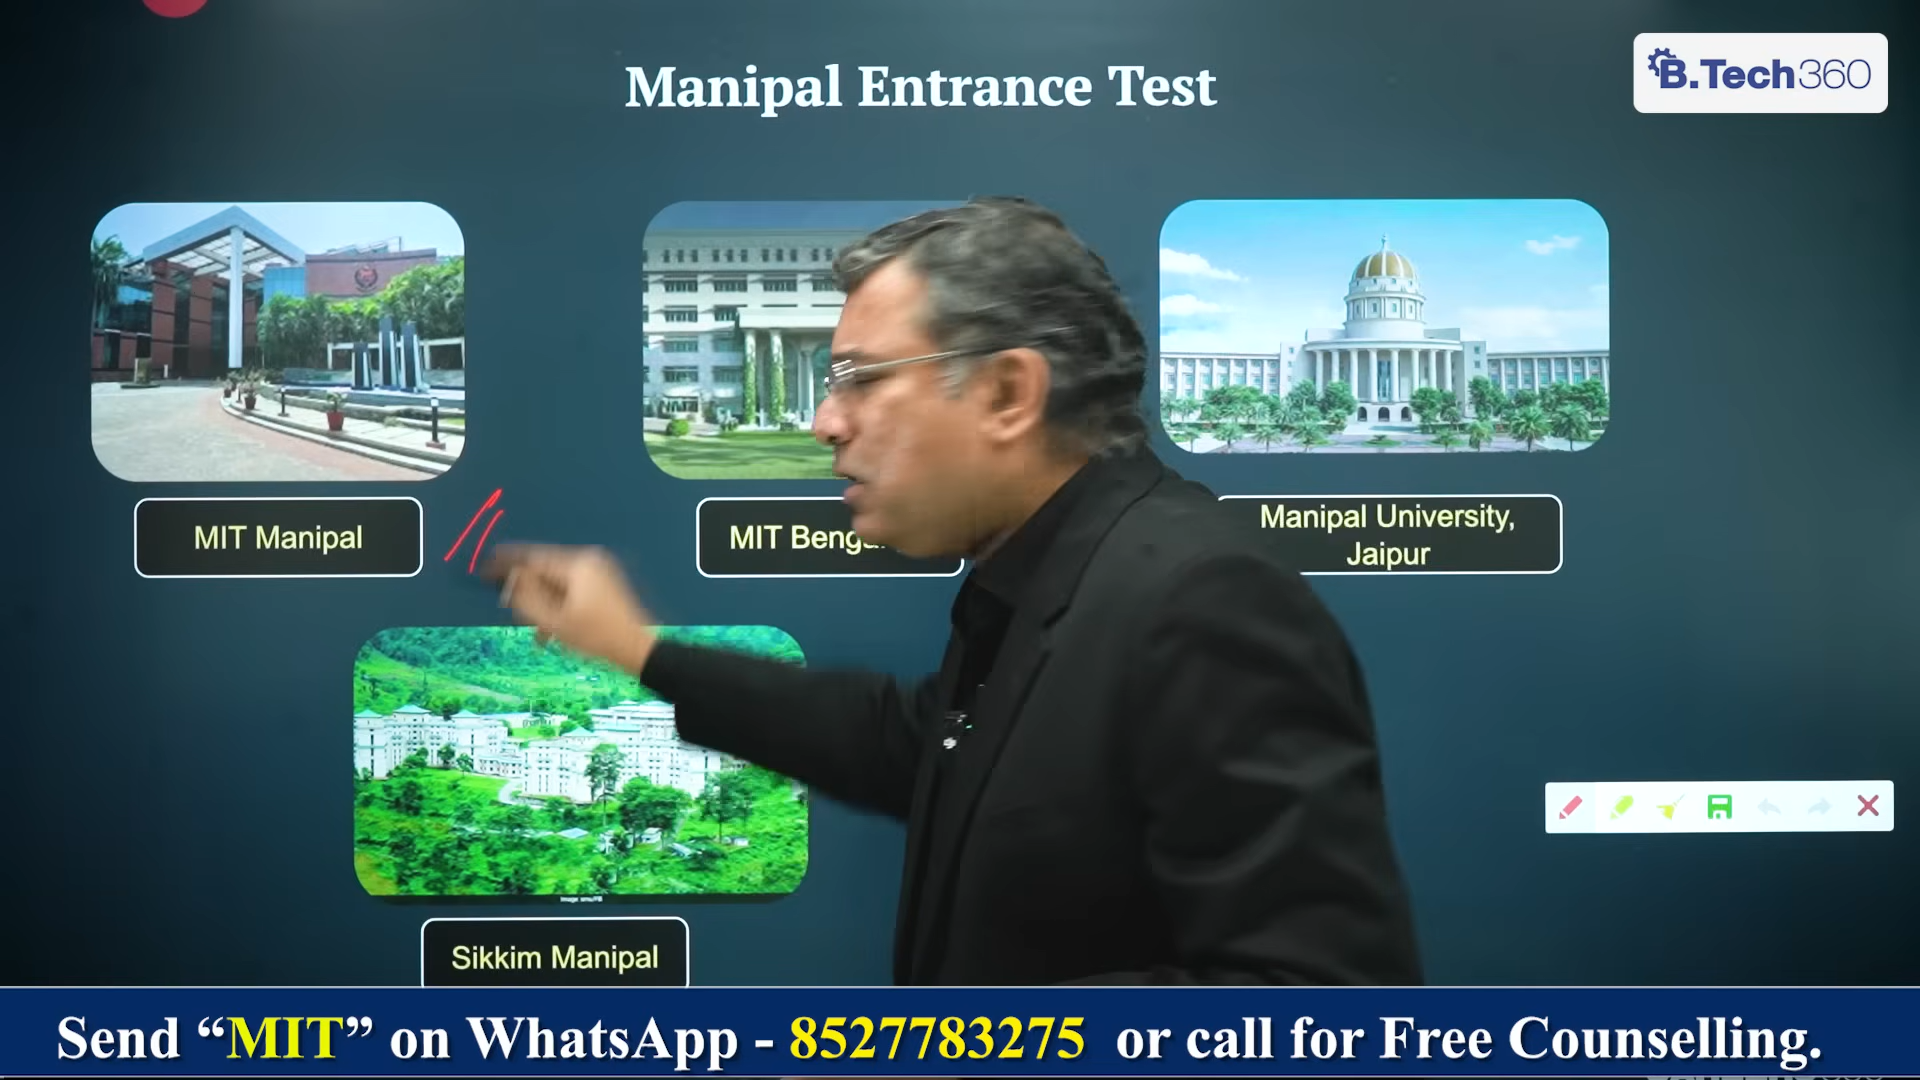 Manipal Entrance Test
B.Tech360
MIT Manipal
MIT
Manipal University,
Jaipur
Sikkim Manipal
Send “MIT” on WhatsApp - 8527783275 or call for Free Counselling.